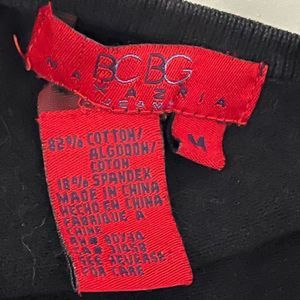 BCBG
MAXAZRIA
JEANS
M
82% COTTON/
ALGODON/
COTON
18% SPANDEX
MADE IN CHINA
HECHO EN CHINA
FABRIQUE A
CHINE
SEE REVERSE
FOR CARE